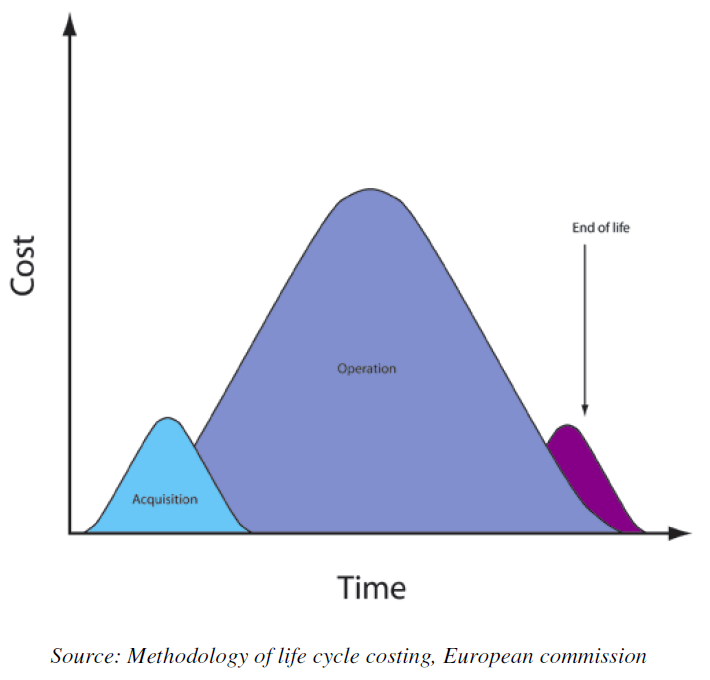 Cost
End of life
Operation
Acquisition
Time
Source: Methodology of life cycle costing, European commission